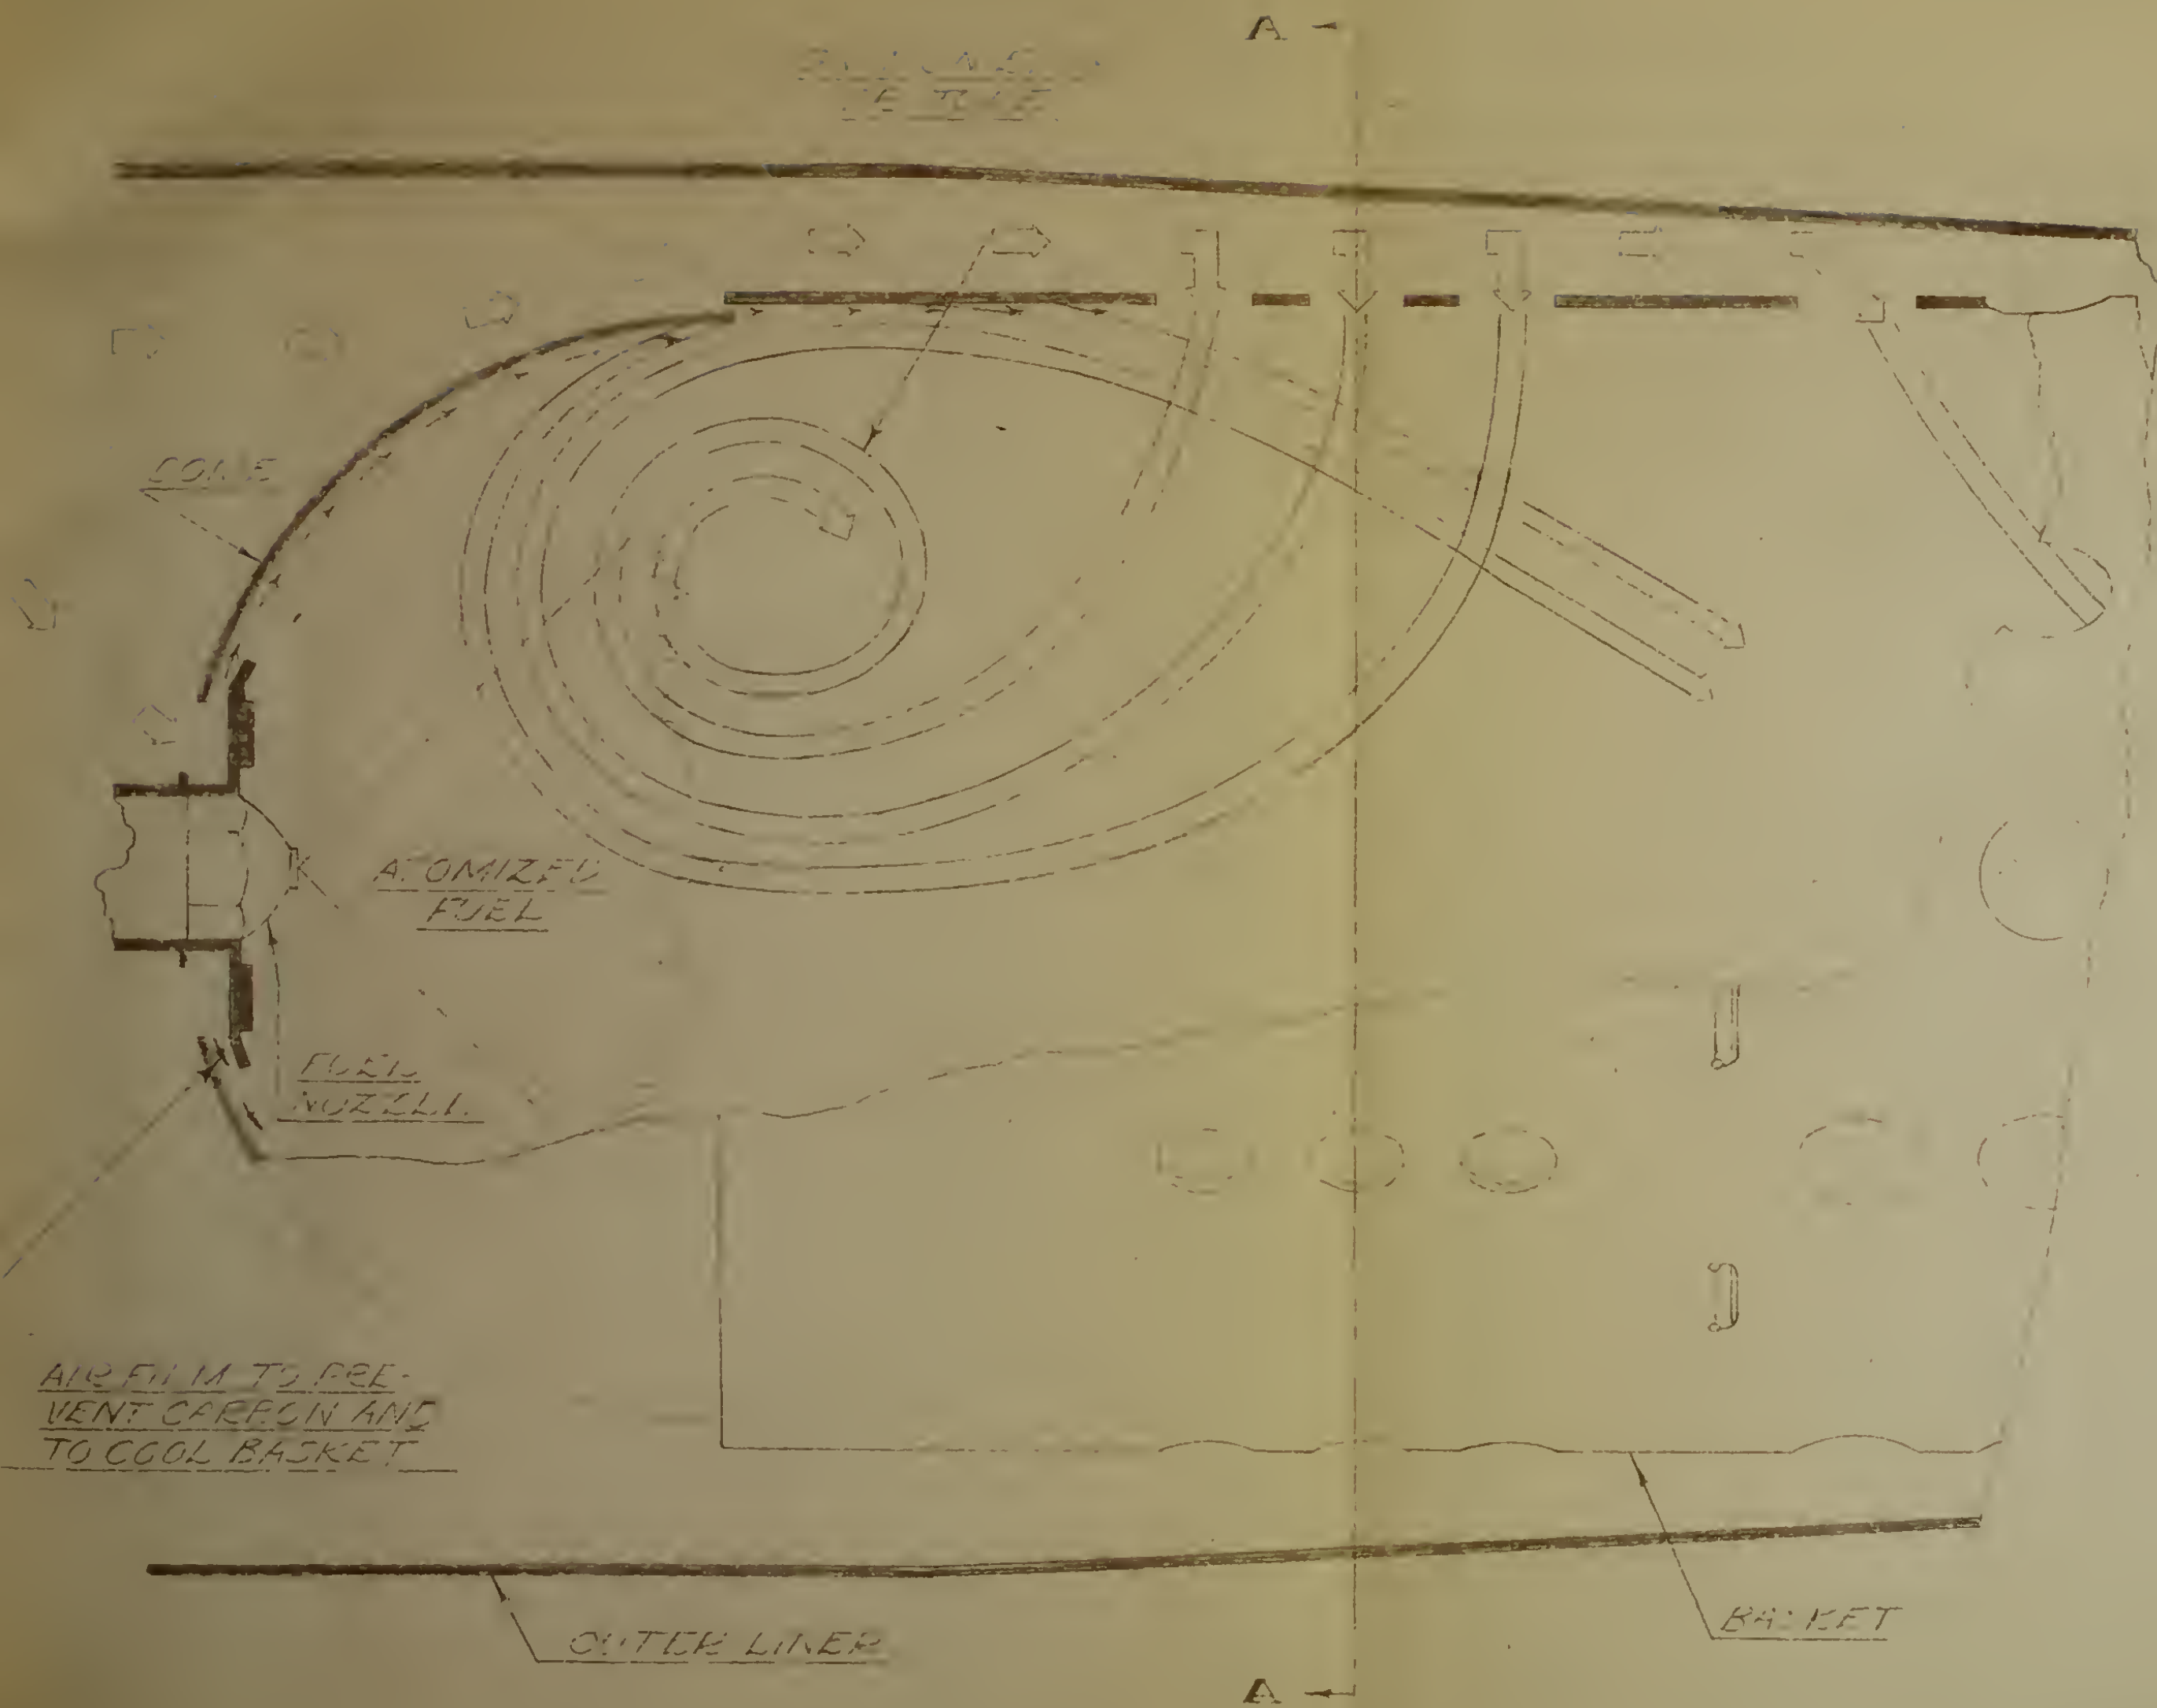 A
CONE
ATOMIZED
FUEL
FUEL
NOZZLE
AIR FILM TO PRE-
VENT CARBON AND
TO COOL BASKET
BASKET
OUTER LINER
A